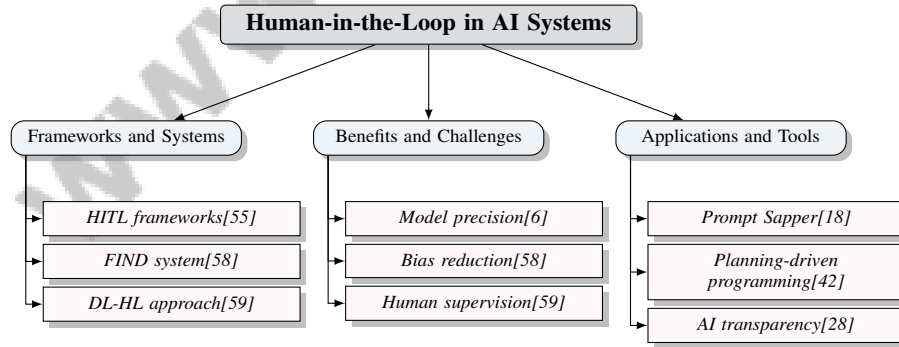 Human-in-the-Loop in AI Systems
Frameworks and Systems
HITL frameworks[55]
FIND system[58]
DL-HL approach[59]
Benefits and Challenges
Model precision[6]
Bias reduction[58]
Human supervision[59]
Applications and Tools
Prompt Sapper[18]
Planning-driven
programming[42]
AI transparency[28]